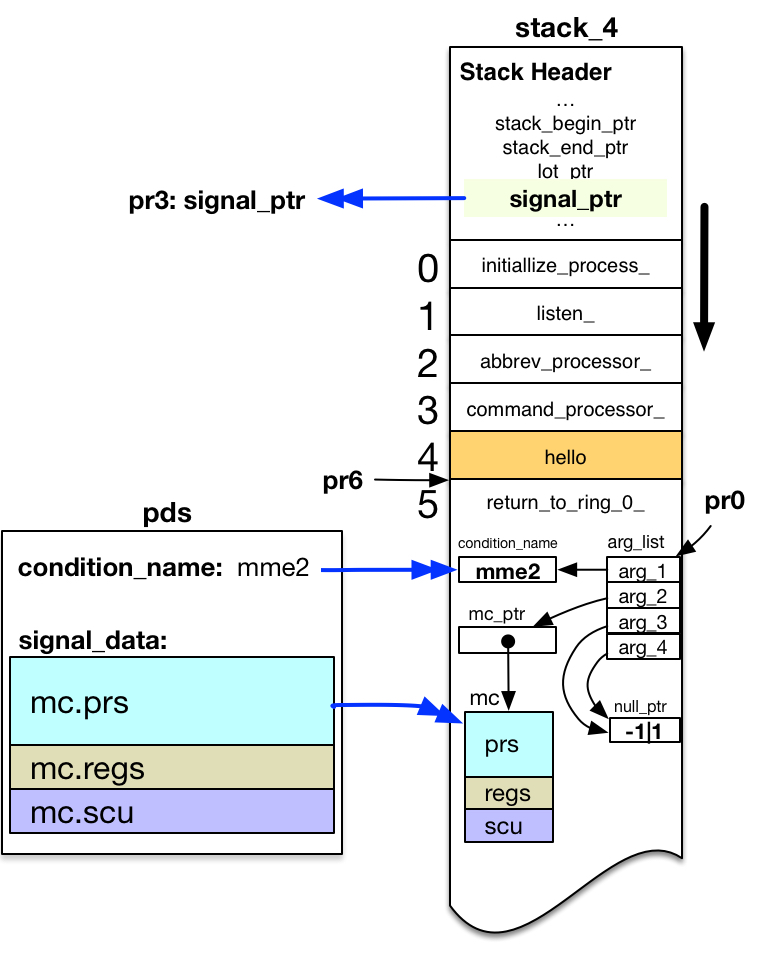 stack_4
Stack Header
...
stack_begin_ptr
stack_end_ptr
lot_ptr
pr3: signal_ptr
signal_ptr
...
0
initiallize_process_
1
listen_
2
abbrev_processor_
3
command_processor_
4
hello
pr6
5
return_to_ring_0_
pr0
pds
condition_name
arg_list
condition_name: mme2
mme2
arg_1
arg_2
mc_ptr
arg_3
signal_data:
arg_4
mc
null_ptr
mc.prs
-1|1
prs
mc.regs
regs
mc.scu
scu